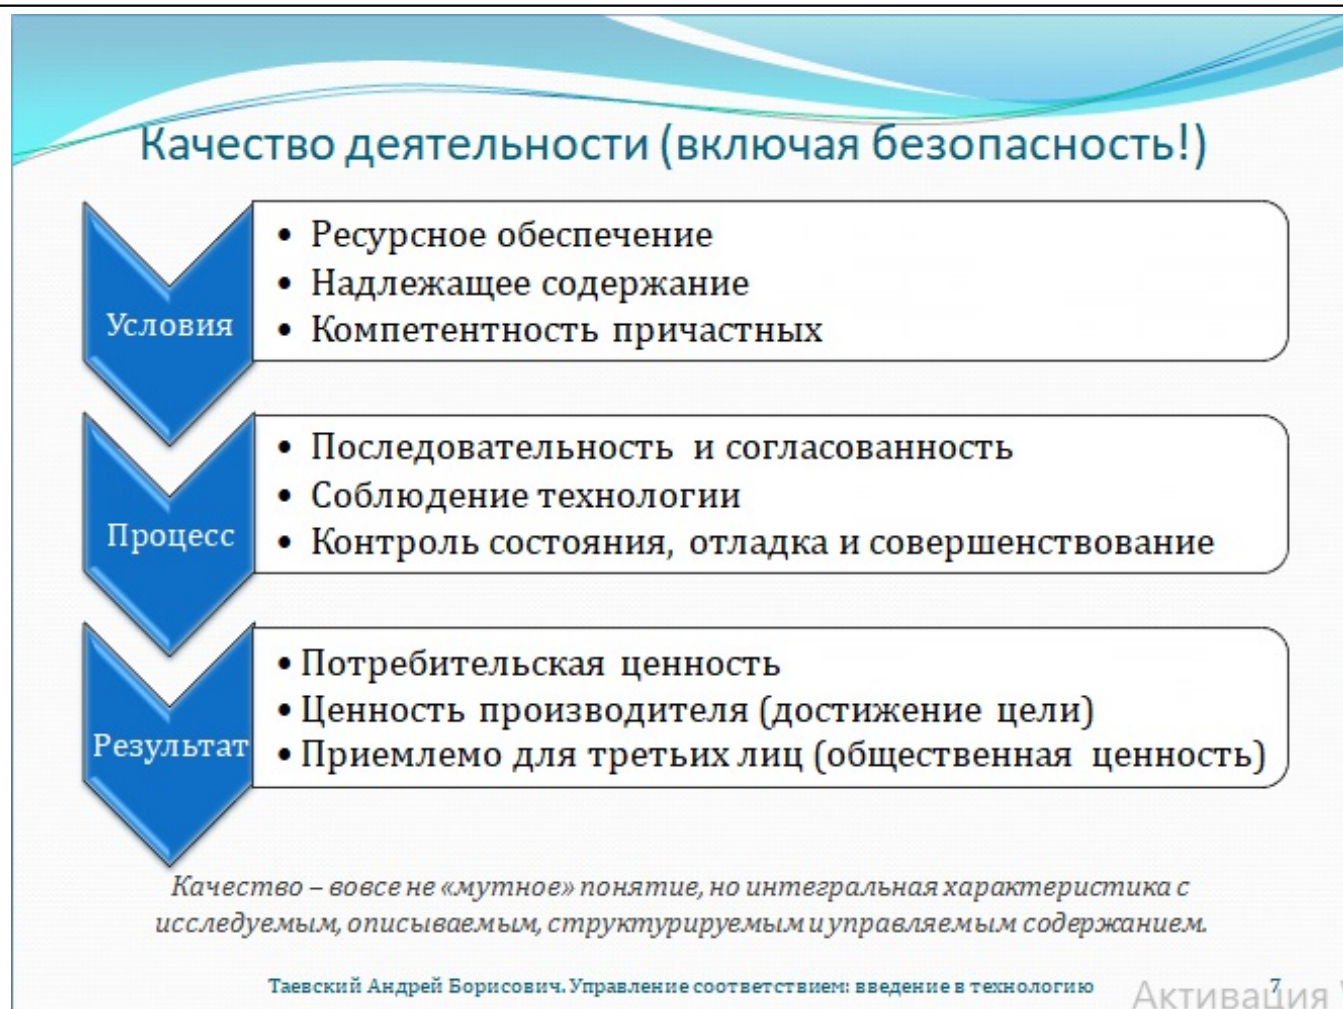 Качество деятельности (включая безопасность!)
Условия
• Ресурсное обеспечение
• Надлежащее содержание
• Компетентность причастных
Процесс
• Последовательность и согласованность
• Соблюдение технологии
• Контроль состояния, отладка и совершенствование
Результат
• Потребительская ценность
• Ценность производителя (достижение цели)
• Приемлемо для третьих лиц (общественная ценность)
Качество – вовсе не «мутное» понятие, но интегральная характеристика с
исследуемым, описываемым, структурируемым и управляемым содержанием.
Таевский Андрей Борисович. Управление соответствием: введение в технологию
7
Активация